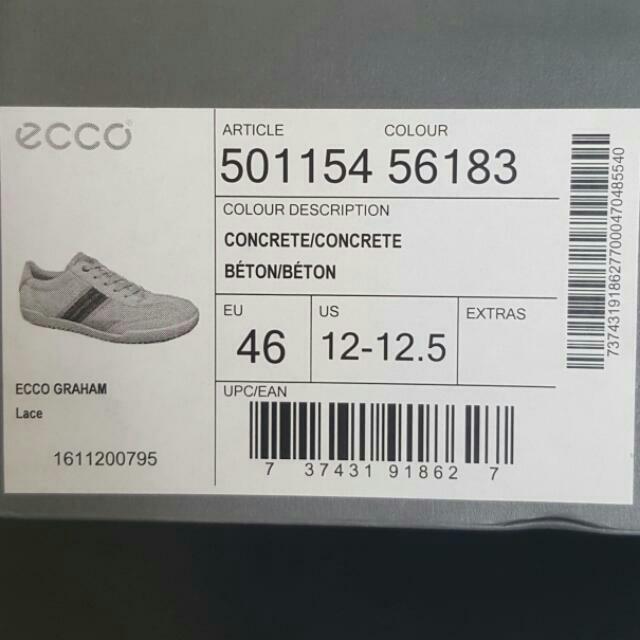 ecco
ARTICLE COLOUR
501154 56183
COLOUR DESCRIPTION
CONCRETE/CONCRETE
BÉTON/BÉTON
EU
46
US
12-12.5
EXTRAS
ECCO GRAHAM
Lace
1611200795
UPC/EAN
7 37431 91862 7
7374319186277000470485540